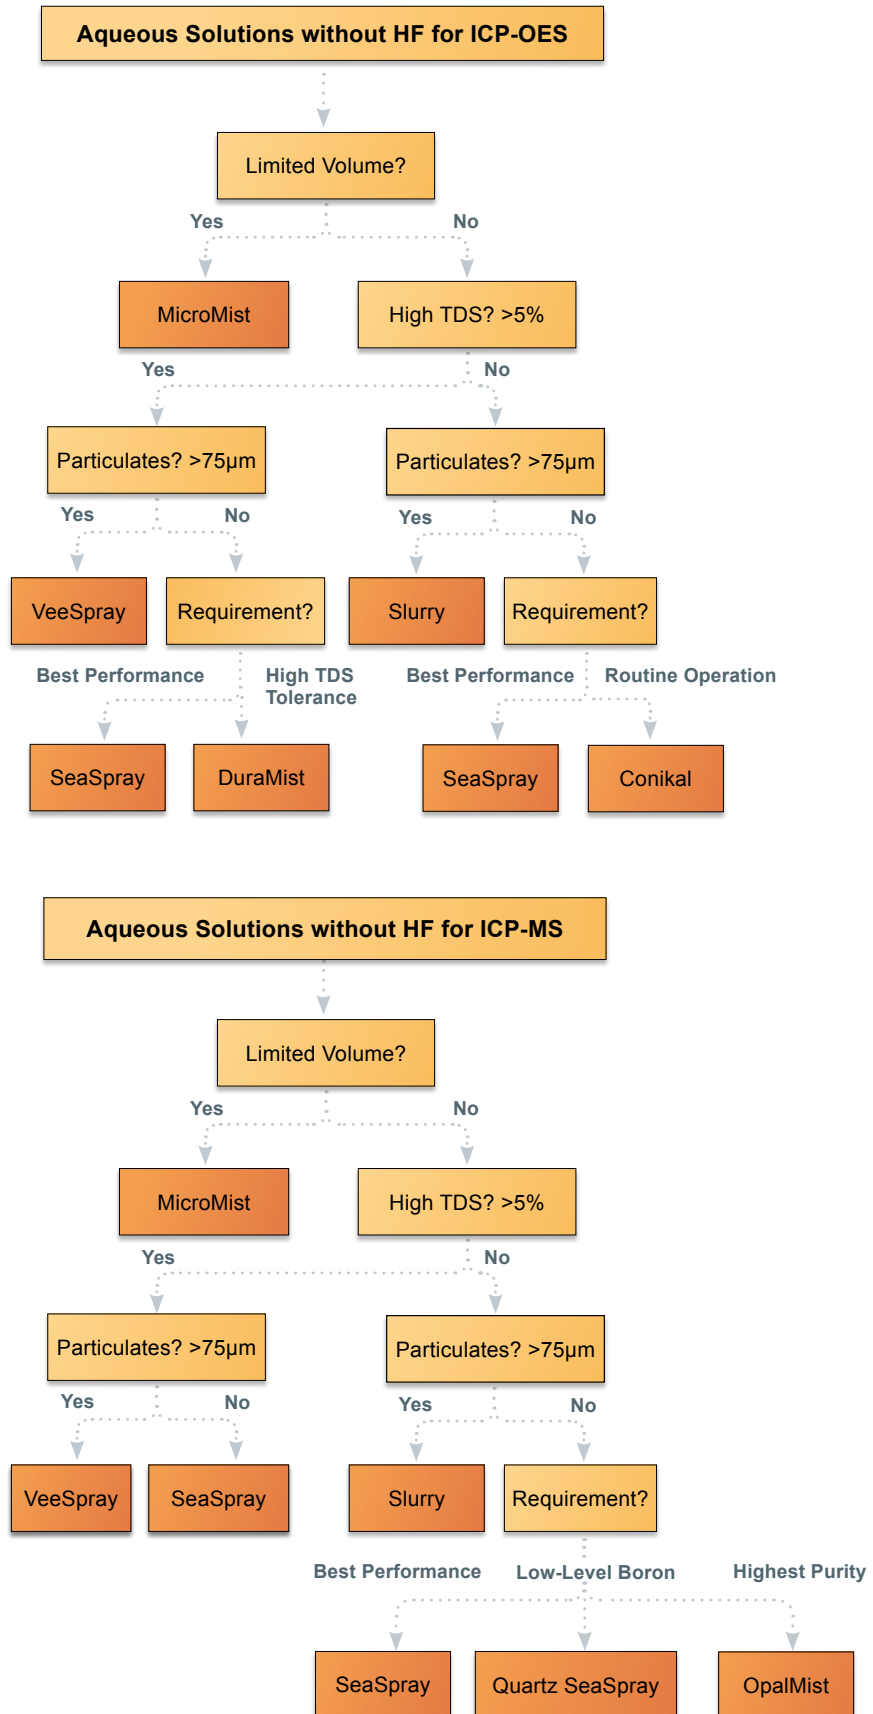 Aqueous Solutions without HF for ICP-OES
Limited Volume?
Yes
No
MicroMist
High TDS? >5%
Yes
No
Particulates? >75µm
Particulates? >75µm
Yes
No
Yes
No
VeeSpray
Requirement?
Slurry
Requirement?
Best Performance
High TDS
Tolerance
Best Performance
Routine Operation
SeaSpray
DuraMist
SeaSpray
Conikal
Aqueous Solutions without HF for ICP-MS
Limited Volume?
Yes
No
MicroMist
High TDS? >5%
Yes
No
Particulates? >75µm
Particulates? >75µm
Yes
No
Yes
No
VeeSpray
SeaSpray
Slurry
Requirement?
Best Performance
Low-Level Boron
Highest Purity
SeaSpray
Quartz SeaSpray
OpalMist